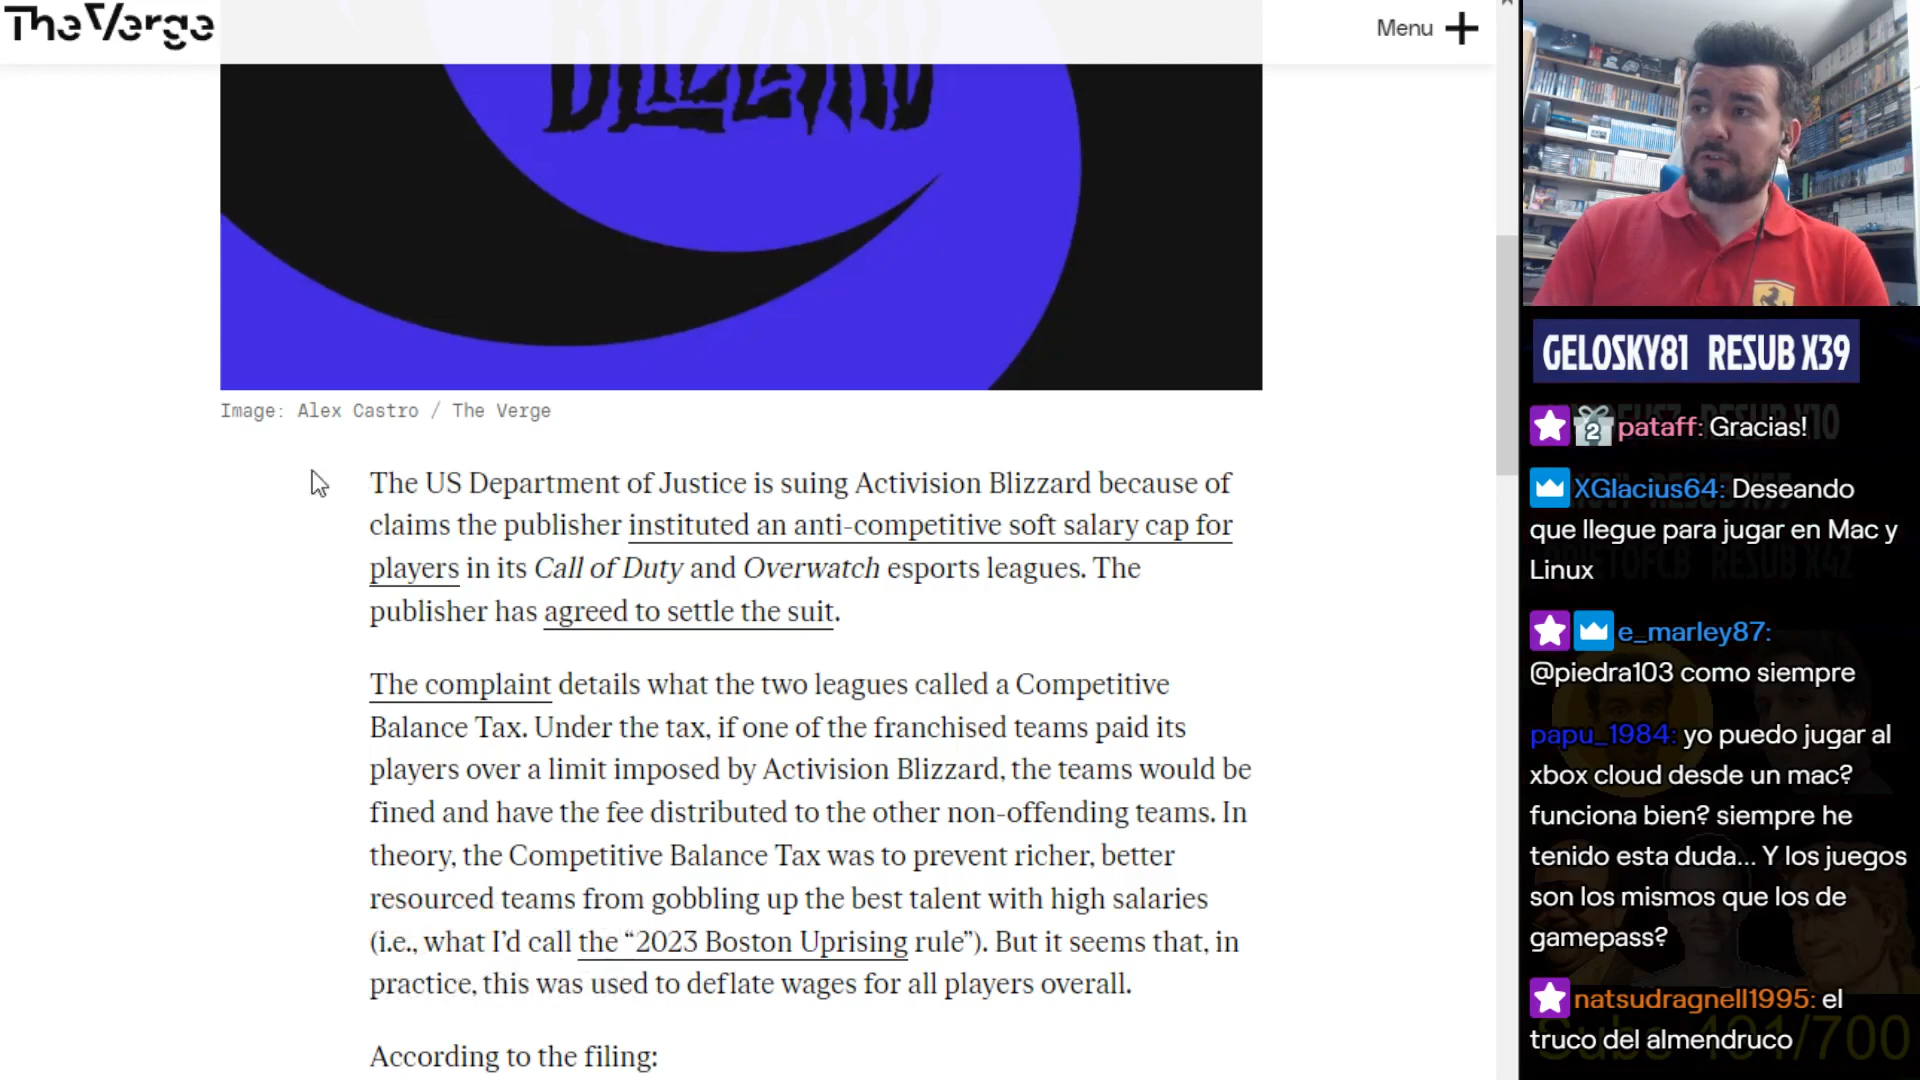 The Verge
Menu
BLIZZARD
Image: Alex Castro / The Verge
The US Department of Justice is suing Activision Blizzard because of
claims the publisher instituted an anti-competitive soft salary cap for
players in its Call of Duty and Overwatch esports leagues. The
publisher has agreed to settle the suit.
The complaint details what the two leagues called a Competitive
Balance Tax. Under the tax, if one of the franchised teams paid its
players over a limit imposed by Activision Blizzard, the teams would be
fined and have the fee distributed to the other non-offending teams. In
theory, the Competitive Balance Tax was to prevent richer, better
resourced teams from gobbling up the best talent with high salaries
(i.e., what I’d call the “2023 Boston Uprising rule”). But it seems that, in
practice, this was used to deflate wages for all players overall.
According to the filing:
GELOSKY81 RESUB X39
2 pataff: Gracias!
XGlacius64: Deseando
que llegue para jugar en Mac y
Linux
e_marley87:
@piedra103 como siempre
papu_1984: yo puedo jugar al
xbox cloud desde un mac?
funciona bien? siempre he
tenido esta duda... Y los juegos
son los mismos que los de
gamepass?
natsudragnell1995: el
truco del almendruco